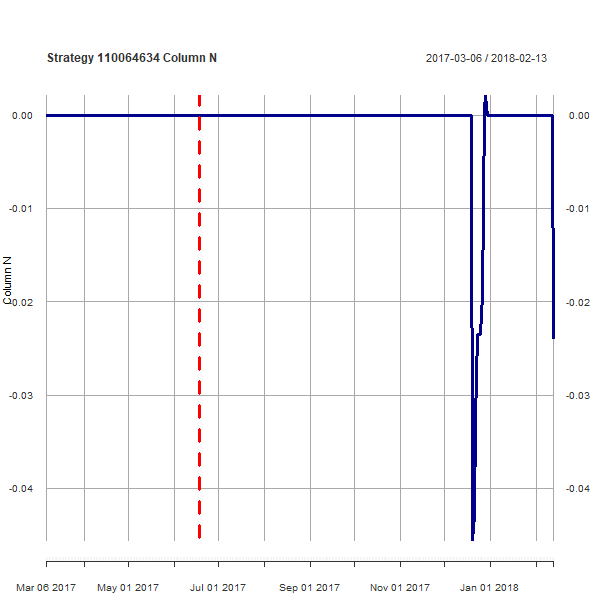 Strategy 110064634 Column N
2017-03-06 / 2018-02-13
0.00 0.00
-0.01 -0.01
Column N
-0.02 -0.02
-0.03 -0.03
-0.04 -0.04
Mar 06 2017 May 01 2017 Jul 01 2017 Sep 01 2017 Nov 01 2017 Jan 01 2018